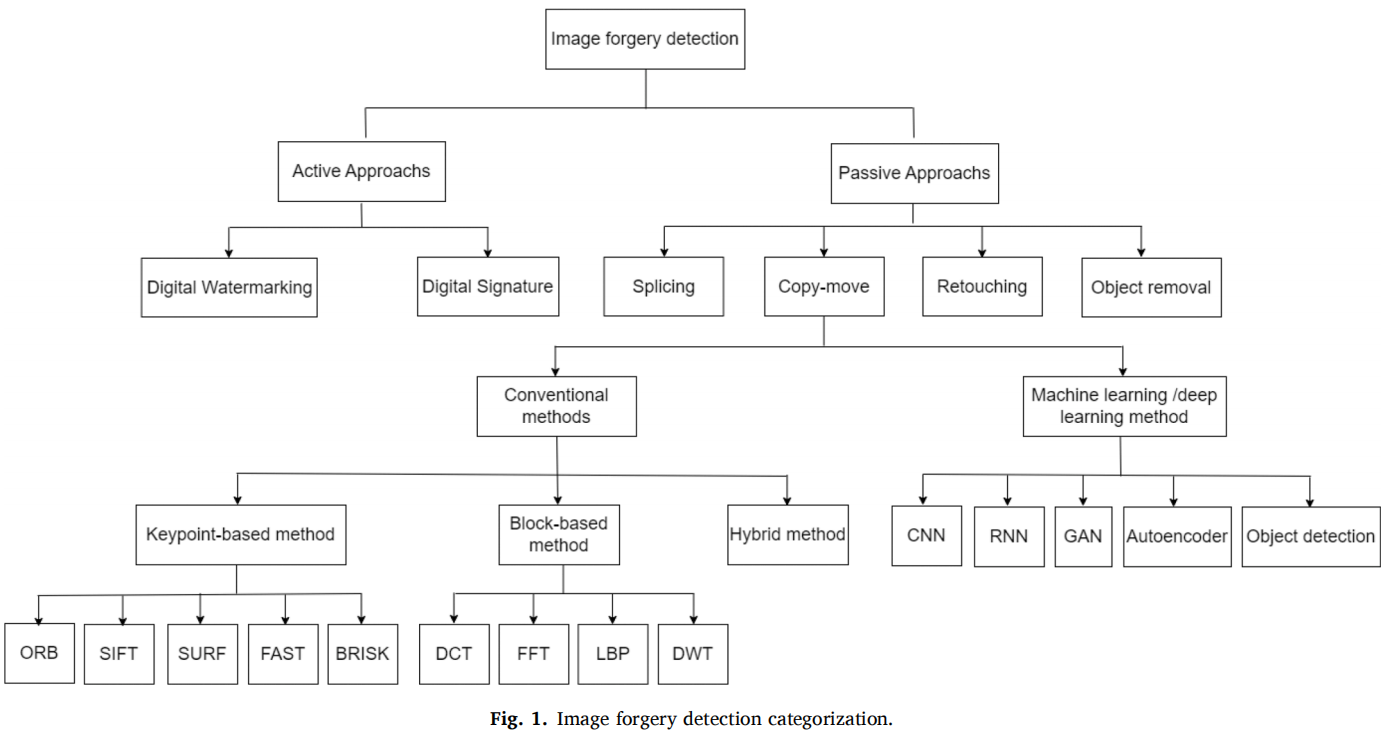 Image forgery detection
Active Approachs
Passive Approachs
Digital Watermarking
Digital Signature
Splicing
Copy-move
Retouching
Object removal
Conventional
methods
Machine learning /deep
learning method
Keypoint-based method
Block-based
method
Hybrid method
CNN
RNN
GAN
Autoencoder
Object detection
ORB
SIFT
SURF
FAST
BRISK
DCT
FFT
LBP
DWT
Fig. 1. Image forgery detection categorization.